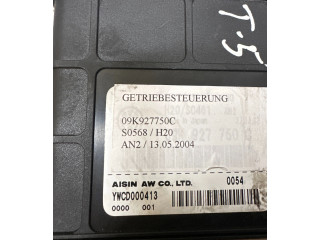 T.5
GETRIEBESTEUERUNG
09K927750C
S0568 / H20
AN2 / 13.05.2004
AISIN AW CO., LTD. 0054
YWCD000413
0000 001